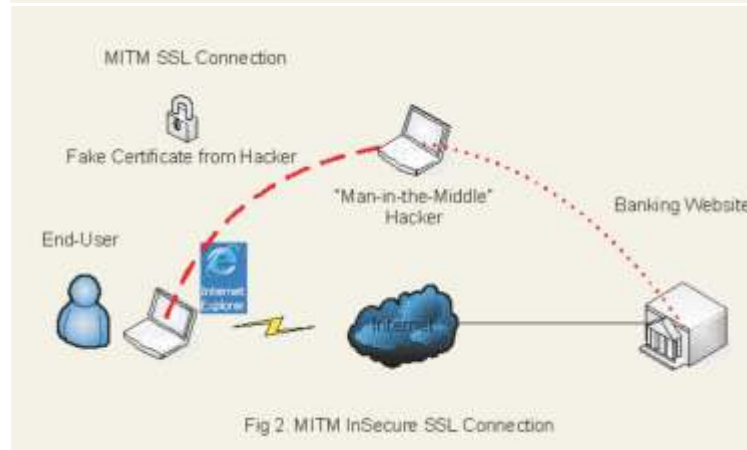 MITM SSL Connection
Fake Certificate from Hacker
"Man-in-the-Middle"
Hacker
Banking Website
End-User
Internet
Explorer
Internet
Fig 2. MITM InSecure SSL Connection